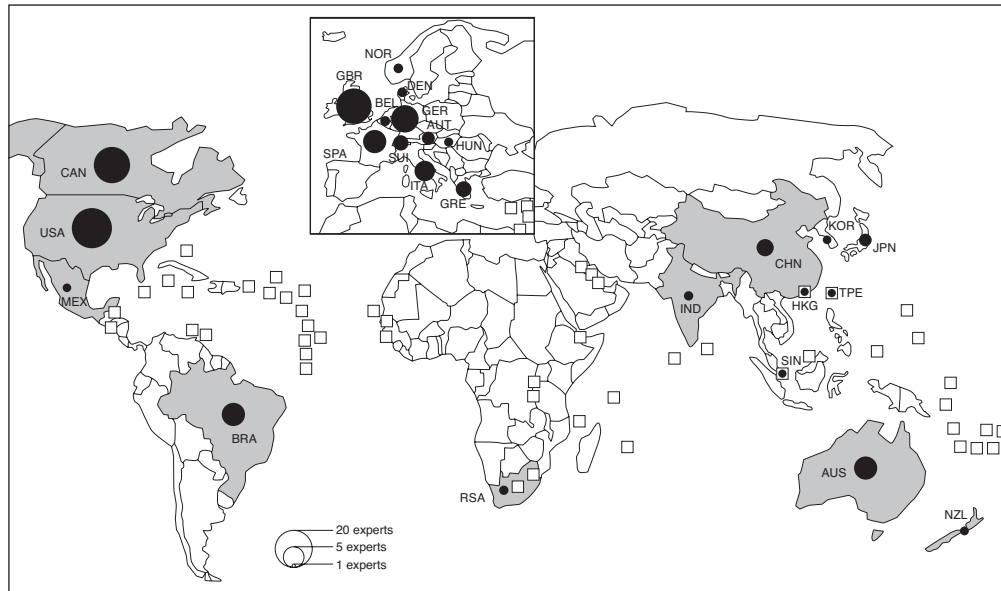 NOR
GBR
DEN
BEL
GER
AUT
HUN
SPA
SUI
ITA
GRE
CAN
USA
MEX
BRA
KOR
JPN
CHN
IND
HKG
TPE
SIN
RSA
AUS
NZL
20 experts
5 experts
1 experts